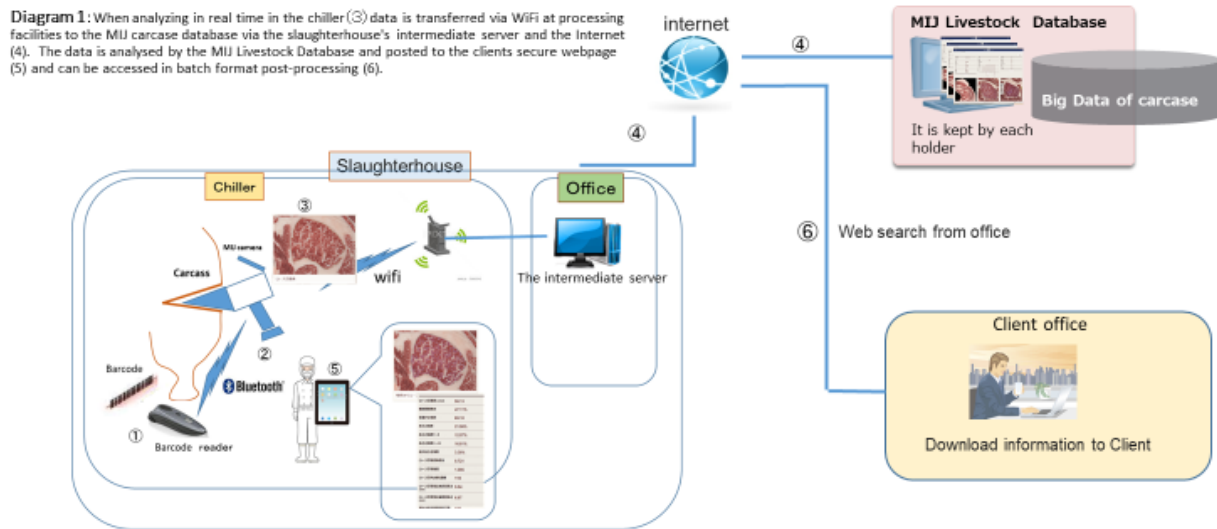 Diagram 1: When analyzing in real time in the chiller(③) data is transferred via WiFi at processing
facilities to the MIJ carcase database via the slaughterhouse's intermediate server and the Internet
(4). The data is analysed by the MIJ Livestock Database and posted to the clients secure webpage
(5) and can be accessed in batch format post-processing (6).
internet
④
MIJ Livestock Database
Big Data of carcase
It is kept by each
holder
④
Slaughterhouse
Chiller
Office
③
MIJ camera
Carcass
wifi
The intermediate server
②
Barcode
Bluetooth
⑤
①
Barcode reader
⑥
Web search from office
Client office
Download information to Client